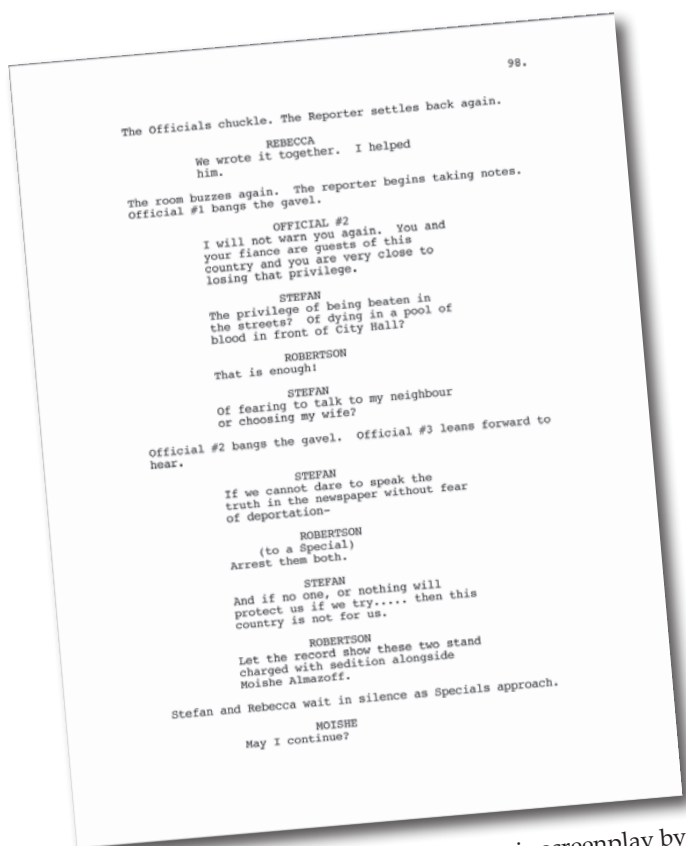 98.
The Officials chuckle. The Reporter settles back again.
REBECCA
We wrote it together. I helped
him.
The room buzzes again. The reporter begins taking notes.
Official #1 bangs the gavel.
OFFICIAL #2
I will not warn you again. You and
your fiance are guests of this
country and you are very close to
losing that privilege.
STEFAN
The privilege of being beaten in
the streets? Of dying in a pool of
blood in front of City Hall?
ROBERTSON
That is enough!
STEFAN
Of fearing to talk to my neighbour
or choosing my wife?
Official #2 bangs the gavel. Official #3 leans forward to
hear.
STEFAN
If we cannot dare to speak the
truth in the newspaper without fear
of deportation-
ROBERTSON
(to a Special)
Arrest them both.
STEFAN
And if no one, or nothing will
protect us if we try..... then this
country is not for us.
ROBERTSON
Let the record show these two stand
charged with sedition alongside
Moishe Almazoff.
Stefan and Rebecca wait in silence as Specials approach.
MOISHE
May I continue?
screenplay by